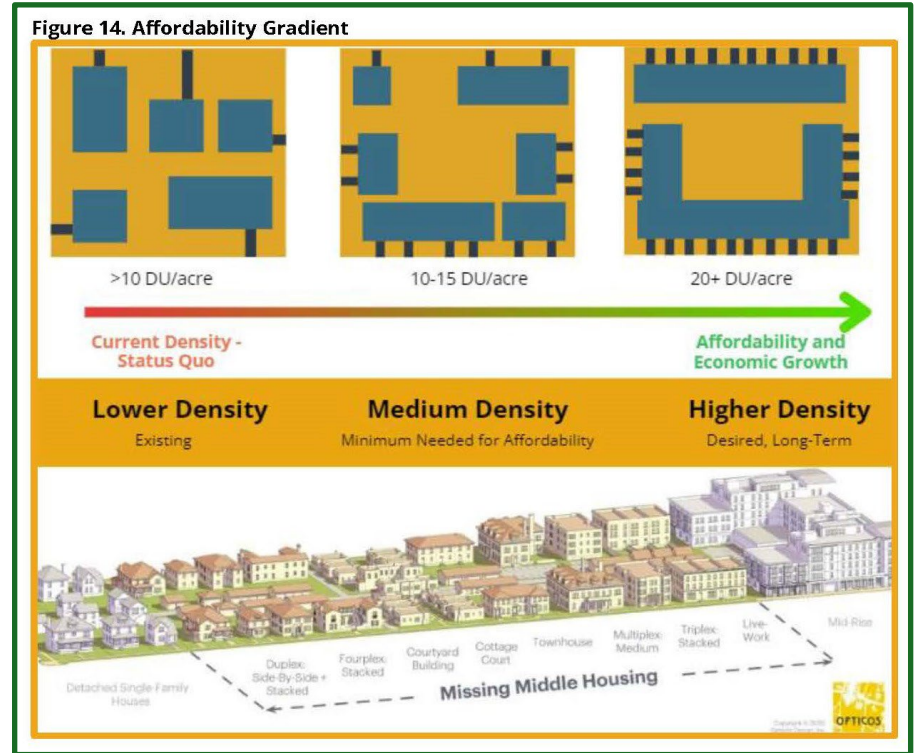 Figure 14. Affordability Gradient
>10 DU/acre
10-15 DU/acre
20+ DU/acre
Current Density -
Status Quo
Affordability and
Economic Growth
Lower Density
Existing
Medium Density
Minimum Needed for Affordability
Higher Density
Desired, Long-Term
Detached Single-Family
Houses
Duplex:
Side-By-Side +
Stacked
Fourplex:
Stacked
Courtyard
Building
Cottage
Court
Townhouse
Multiplex:
Medium
Triplex:
Stacked
Live-
Work
Mid-Rise
Missing Middle Housing
OPTICOS